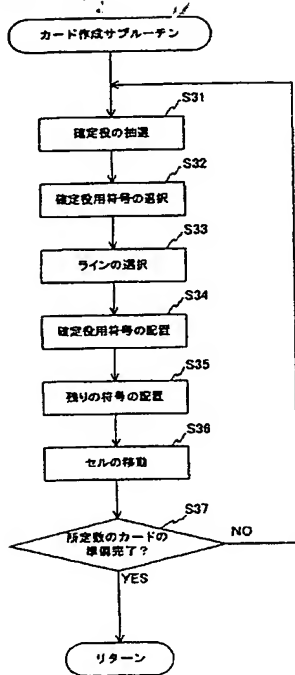 カード作成サブルーチン
S31
確定役の抽選
S32
確定役用符号の選択
S33
ラインの選択
S34
確定役用符号の配置
S35
残りの符号の配置
S36
セルの移動
S37
所定数のカードの
準備完了?
NO
YES
リターン